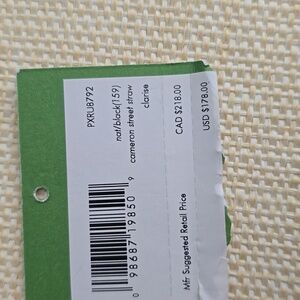 PXRU8792
nat/black(159)
cameron street straw
clarise
0 98687 19850 9
CAD $218.00
USD $178.00
Mfr Suggested Retail Price